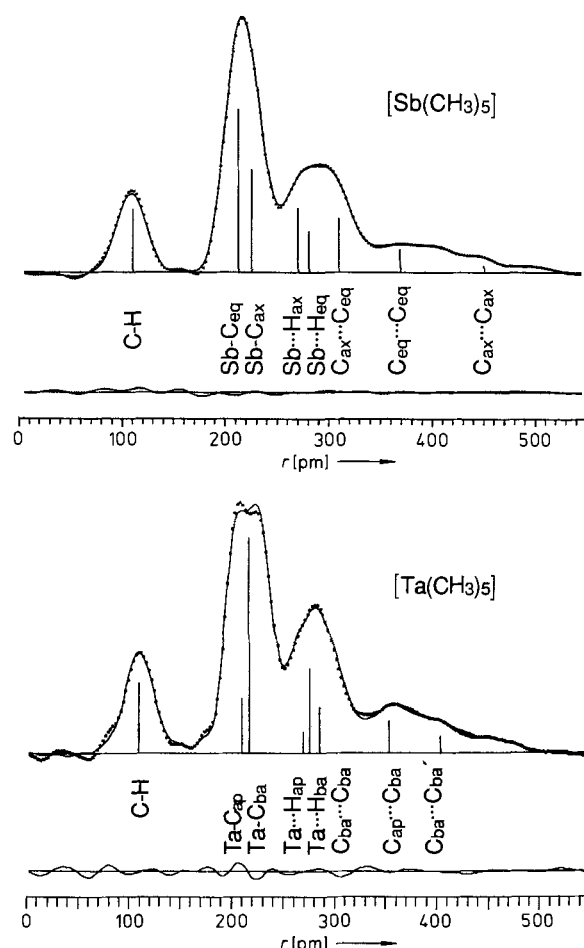 [Sb(CH3)5]
C-H
Sb-Ceq
Sb-Cax
Sb···Hax
Sb···Heq
Cax···Ceq
Ceq···Ceq
Cax···Cax
0 100 200 300 400 500
r [pm]
[Ta(CH3)5]
C-H
Ta-Cap
Ta-Cba
Ta···Hap
Ta···Hba
Cba···Cba
Cap···Cba
Cba···Cba
0 100 200 300 400 500
r [pm]